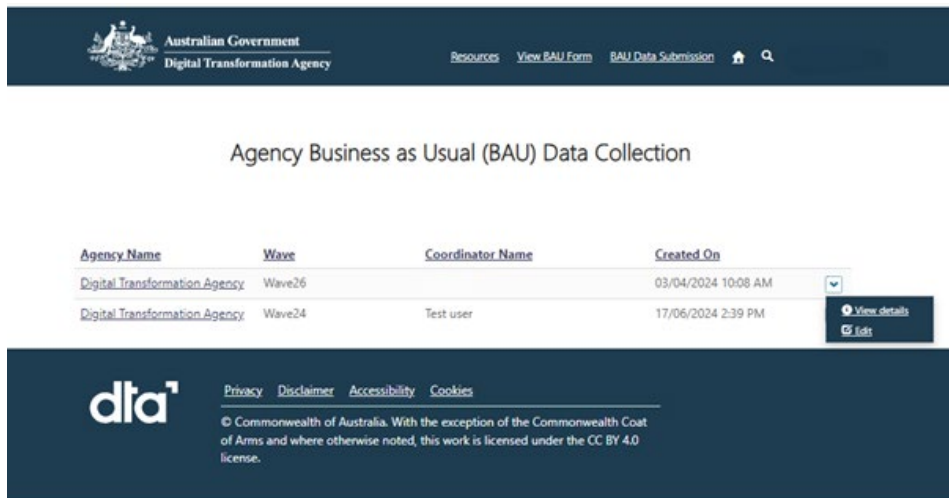 Australian Government
Digital Transformation Agency
Resources View BAU Form BAU Data Submission
Agency Business as Usual (BAU) Data Collection
Agency Name Wave Coordinator Name Created On
Digital Transformation Agency Wave26 03/04/2024 10:08 AM
Digital Transformation Agency Wave24 Test user 17/06/2024 2:39 PM
View details
Edit
dta
Privacy Disclaimer Accessibility Cookies
© Commonwealth of Australia. With the exception of the Commonwealth Coat
of Arms and where otherwise noted, this work is licensed under the CC BY 4.0
license.